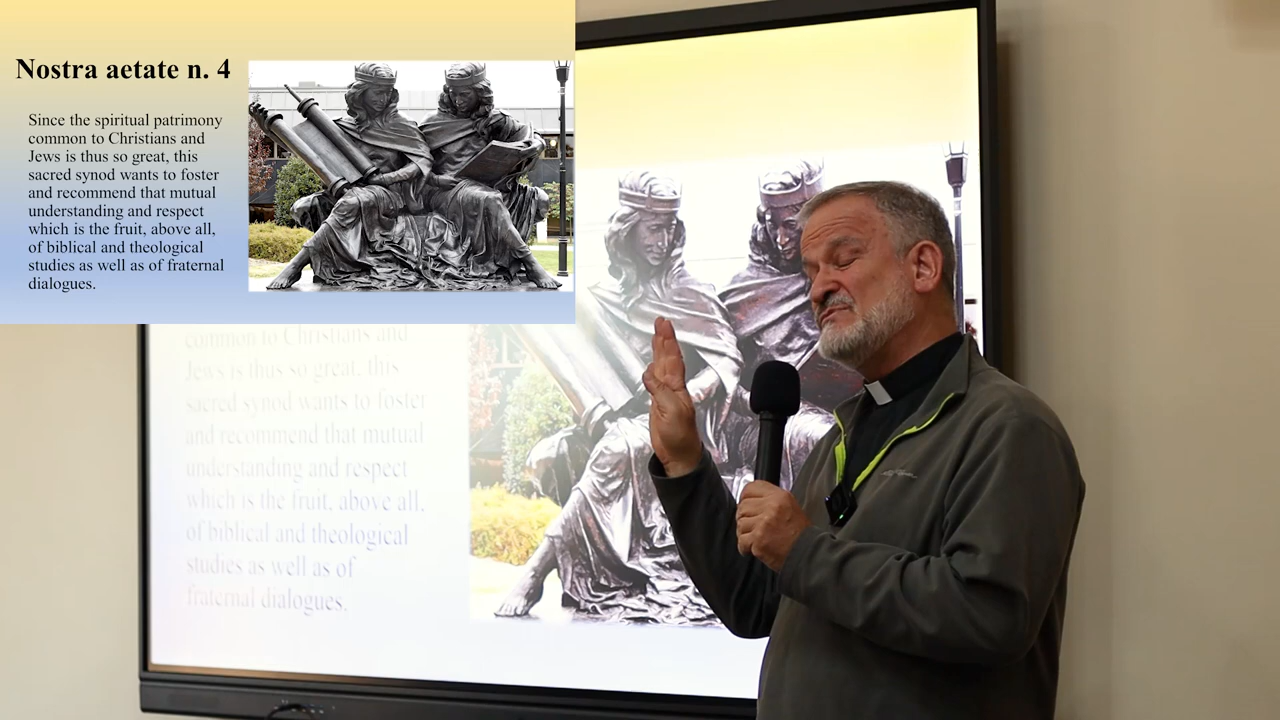 Nostra aetate n. 4
Since the spiritual patrimony
common to Christians and
Jews is thus so great, this
sacred synod wants to foster
and recommend that mutual
understanding and respect
which is the fruit, above all,
of biblical and theological
studies as well as of fraternal
dialogues.
common to Christians and
Jews is thus so great, this
sacred synod wants to foster
and recommend that mutual
understanding and respect
which is the fruit, above all,
of biblical and theological
studies as well as of
fraternal dialogues.